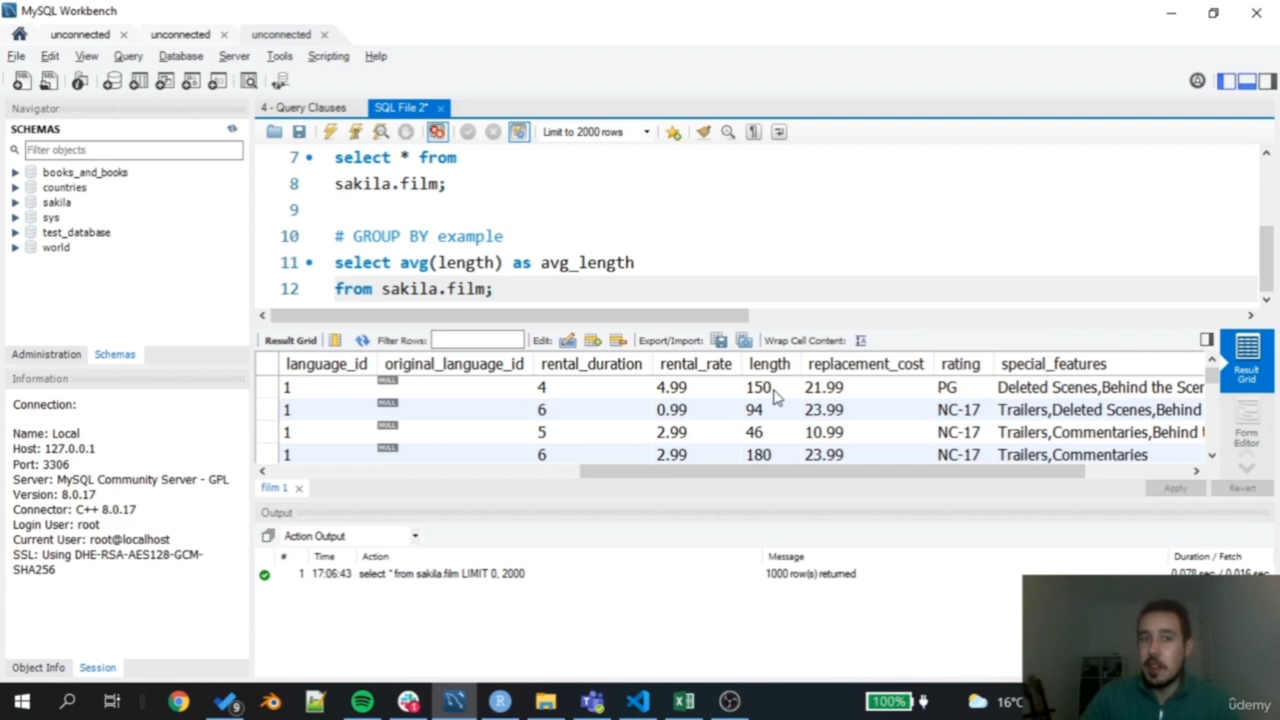 MySQL Workbench
unconnected × unconnected × unconnected ×
File Edit View Query Database Server Tools Scripting Help
Navigator
SCHEMAS
Filter objects
books_and_books
countries
sakila
sys
test_database
world
Administration Schemas
Information
Connection:
Name: Local
Host: 127.0.0.1
Port: 3306
Server: MySQL Community Server - GPL
Version: 8.0.17
Connector: C++ 8.0.17
Login User: root
Current User: root@localhost
SSL: Using DHE-RSA-AES128-GCM-
SHA256
Object Info Session
4 - Query Clauses SQL File 2* ×
Limit to 2000 rows
7 select * from
8 sakila.film;
9
10 # GROUP BY example
11 select avg(length) as avg_length
12 from sakila.film;
Result Grid Filter Rows: Edit: Export/Import: Wrap Cell Content:
language_id original_language_id rental_duration rental_rate length replacement_cost rating special_features
1 NULL 4 4.99 150 21.99 PG Deleted Scenes,Behind the Scen
1 NULL 6 0.99 94 23.99 NC-17 Trailers,Deleted Scenes,Behind
1 NULL 5 2.99 46 10.99 NC-17 Trailers,Commentaries,Behind t
1 NULL 6 2.99 180 23.99 NC-17 Trailers,Commentaries
Result
Grid
Form
Editor
film 1 × Apply Revert
Output
Action Output
# Time Action Message Duration / Fetch
1 17:06:43 select * from sakila.film LIMIT 0, 2000 1000 row(s) returned 0.078 sec / 0.016 sec
9 100% 16°C
udemy